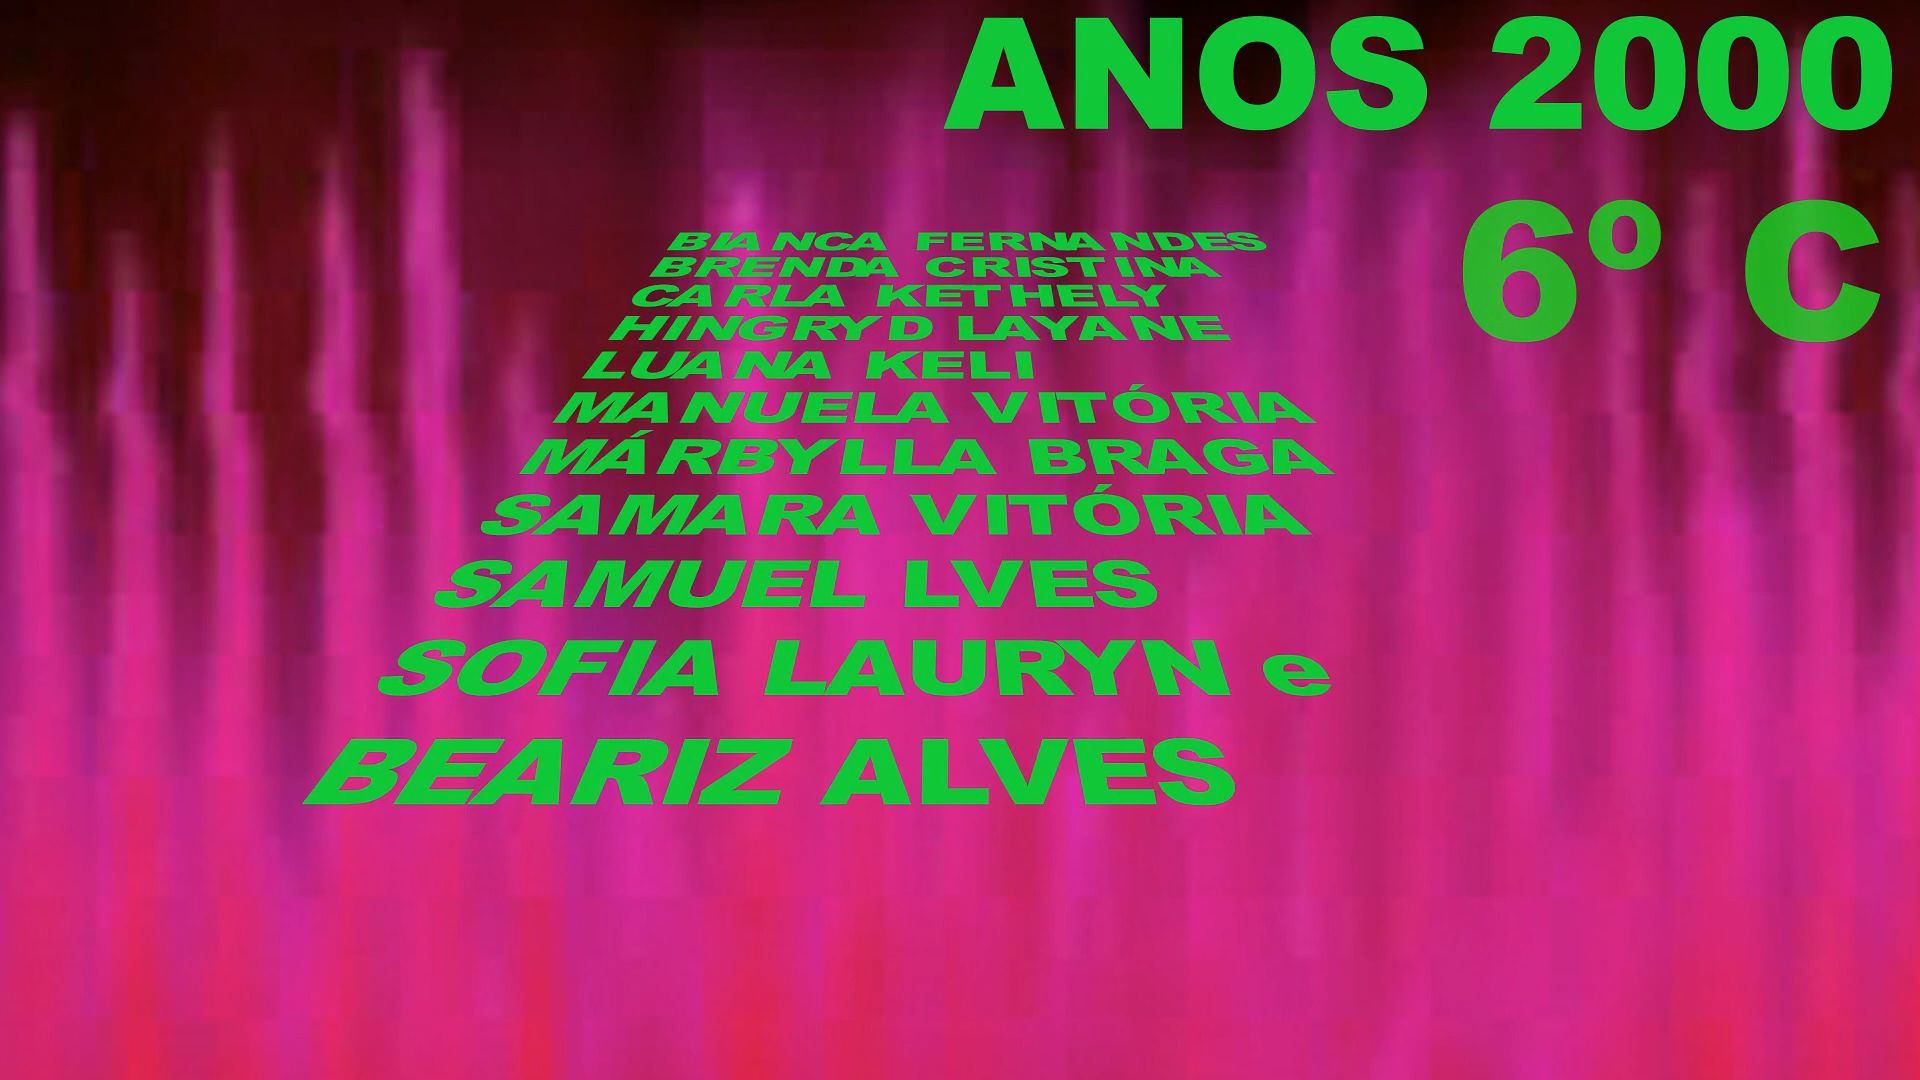 ANOS 2000
6º C
BIANCA FERNANDES
BRENDA CRISTINA
CARLA KETHELY
HINGRYD LAYANE
LUANA KELI
MANUELA VITÓRIA
MÁRBYLLA BRAGA
SAMARA VITÓRIA
SAMUEL LVES
SOFIA LAURYN e
BEARIZ ALVES